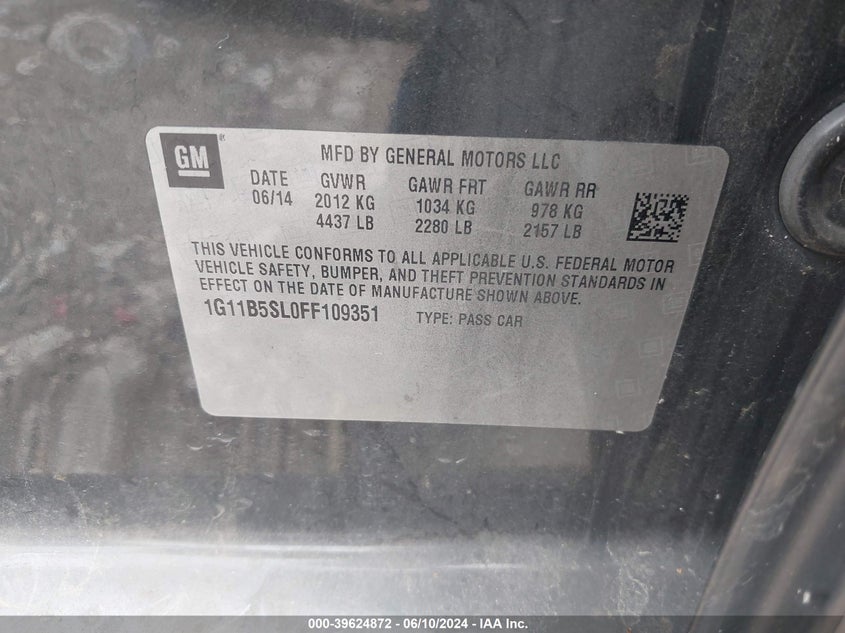 GM
MFD BY GENERAL MOTORS LLC
DATE GVWR GAWR FRT GAWR RR
06/14 2012 KG 1034 KG 978 KG
4437 LB 2280 LB 2157 LB
THIS VEHICLE CONFORMS TO ALL APPLICABLE U.S. FEDERAL MOTOR
VEHICLE SAFETY, BUMPER, AND THEFT PREVENTION STANDARDS IN
EFFECT ON THE DATE OF MANUFACTURE SHOWN ABOVE.
1G11B5SL0FF109351 TYPE: PASS CAR
000-39624872 - 06/10/2024 - IAA Inc.